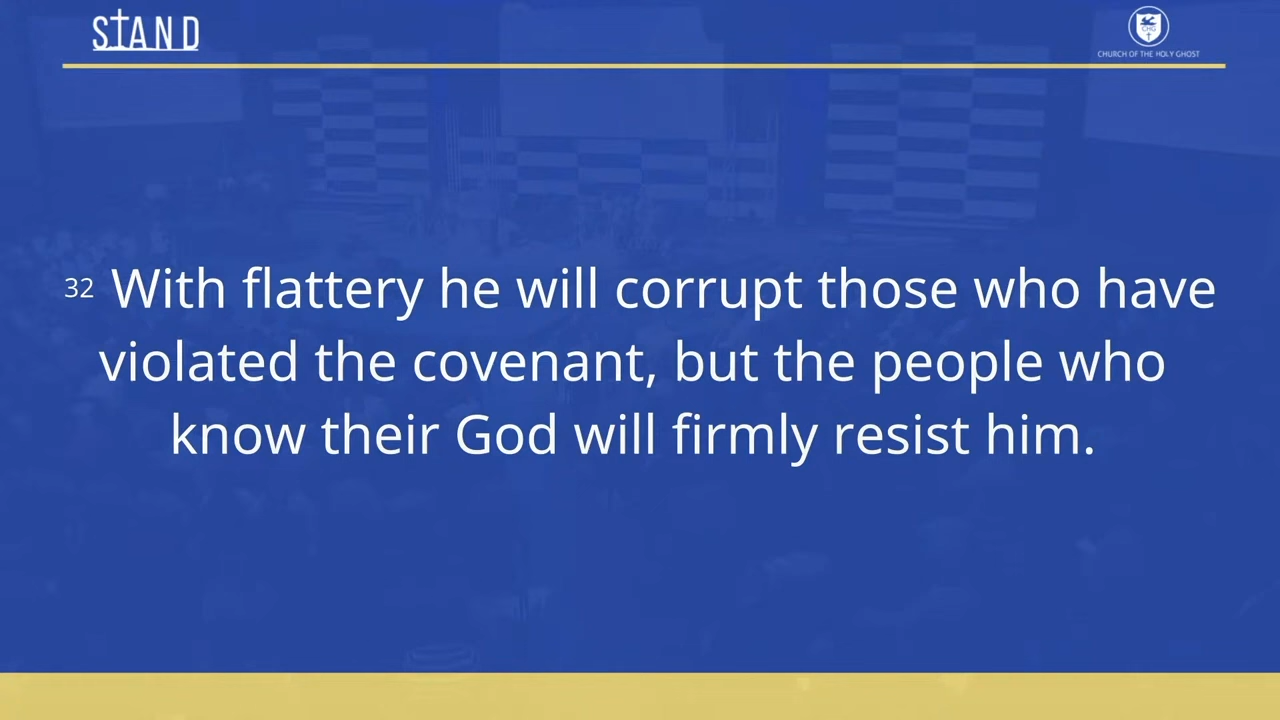 STAND
CHG
CHURCH OF THE HOLY GHOST
32 With flattery he will corrupt those who have
violated the covenant, but the people who
know their God will firmly resist him.